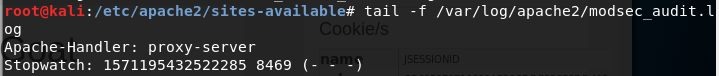 root@kali:/etc/apache2/sites-available# tail -f /var/log/apache2/modsec_audit.l
og
Cookie/s
Apache-Handler: proxy-server
name JSESSIONID
Stopwatch: 1571195432522285 8469 (- - -)